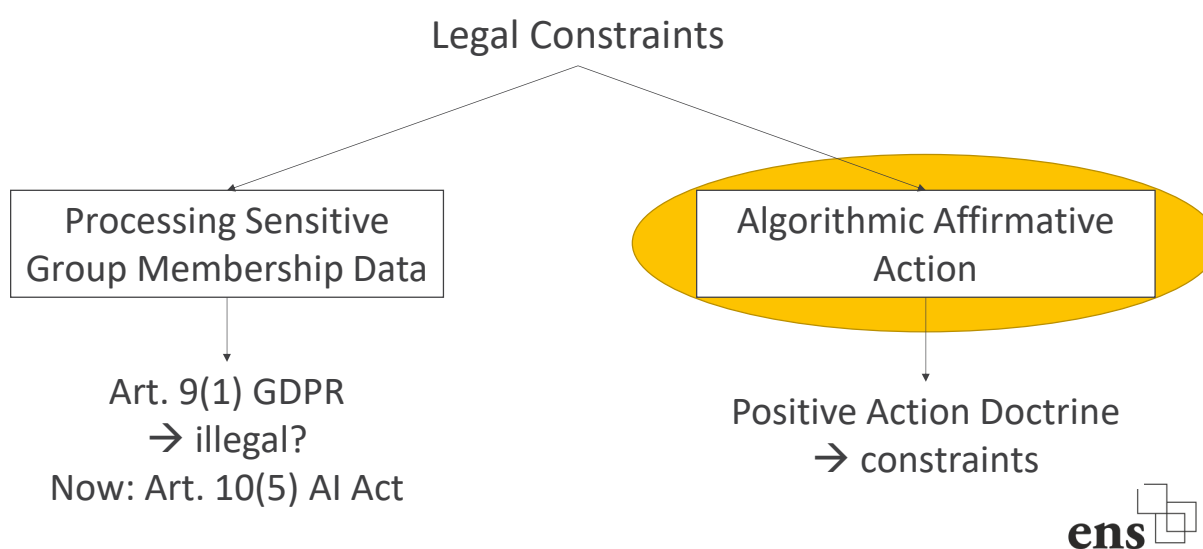 Legal Constraints
Processing Sensitive
Group Membership Data
Art. 9(1) GDPR
→ illegal?
Now: Art. 10(5) AI Act
Algorithmic Affirmative
Action
Positive Action Doctrine
→ constraints
ens